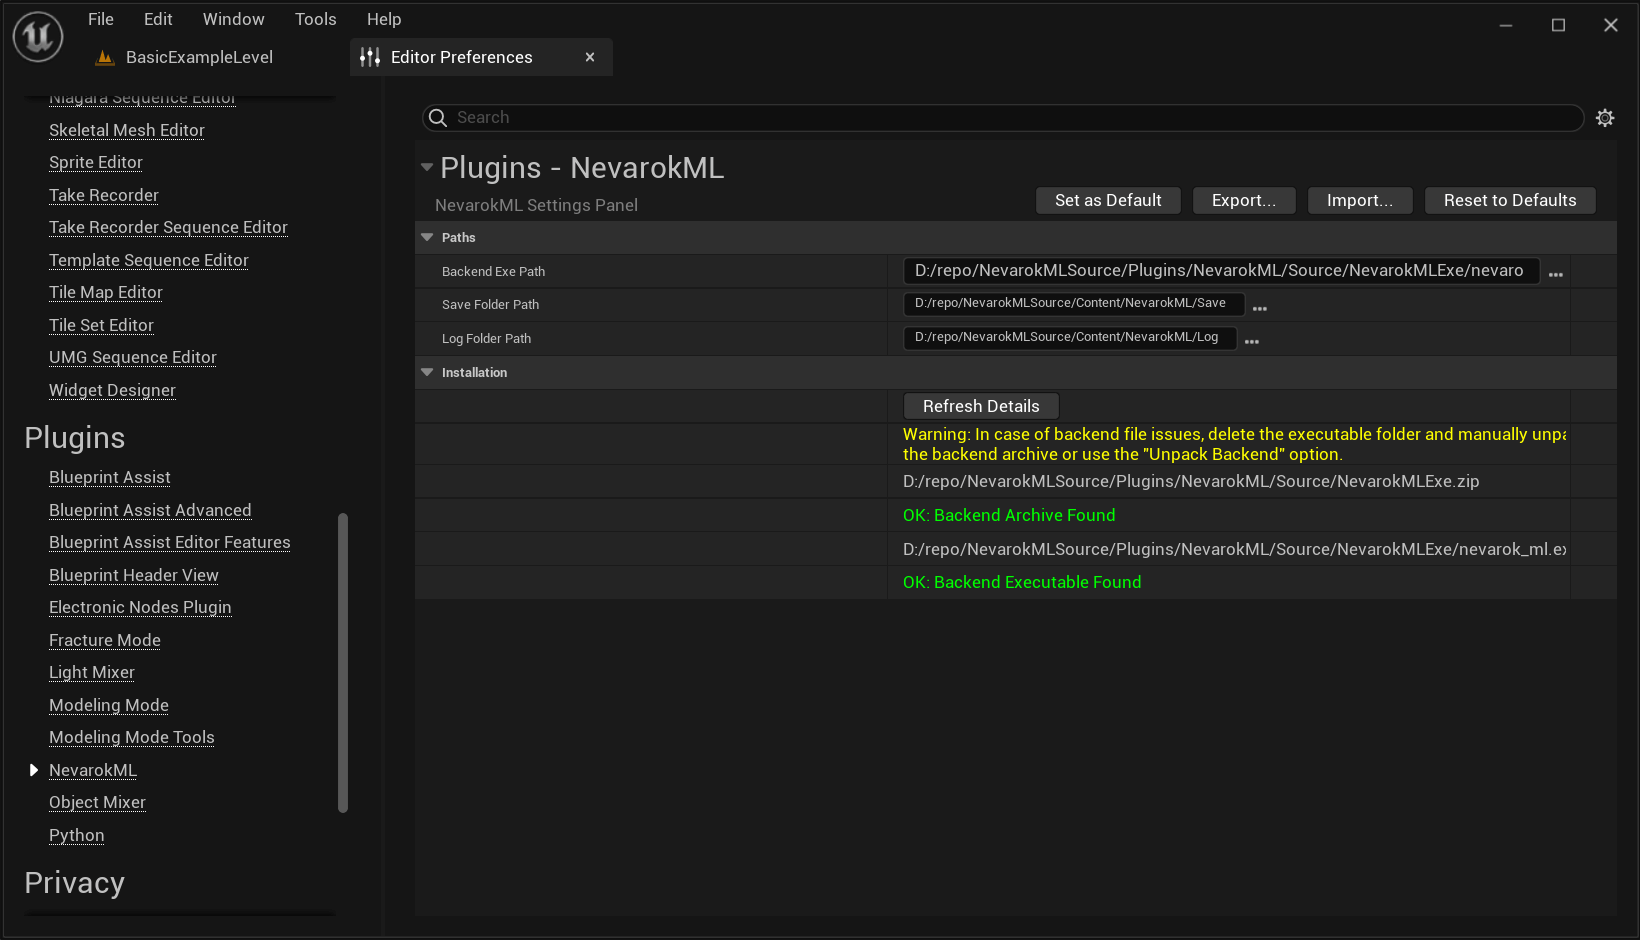 File Edit Window Tools Help
BasicExampleLevel
Editor Preferences
Niagara Sequence Editor
Skeletal Mesh Editor
Sprite Editor
Take Recorder
Take Recorder Sequence Editor
Template Sequence Editor
Tile Map Editor
Tile Set Editor
UMG Sequence Editor
Widget Designer
Plugins
Blueprint Assist
Blueprint Assist Advanced
Blueprint Assist Editor Features
Blueprint Header View
Electronic Nodes Plugin
Fracture Mode
Light Mixer
Modeling Mode
Modeling Mode Tools
NevarokML
Object Mixer
Python
Privacy
Search
Plugins - NevarokML
NevarokML Settings Panel
Set as Default
Export...
Import...
Reset to Defaults
Paths
Backend Exe Path
D:/repo/NevarokMLSource/Plugins/NevarokML/Source/NevarokMLExe/nevaro
Save Folder Path
D:/repo/NevarokMLSource/Content/NevarokML/Save
Log Folder Path
D:/repo/NevarokMLSource/Content/NevarokML/Log
Installation
Refresh Details
Warning: In case of backend file issues, delete the executable folder and manually unpa
the backend archive or use the "Unpack Backend" option.
D:/repo/NevarokMLSource/Plugins/NevarokML/Source/NevarokMLExe.zip
OK: Backend Archive Found
D:/repo/NevarokMLSource/Plugins/NevarokML/Source/NevarokMLExe/nevarok_ml.ex
OK: Backend Executable Found